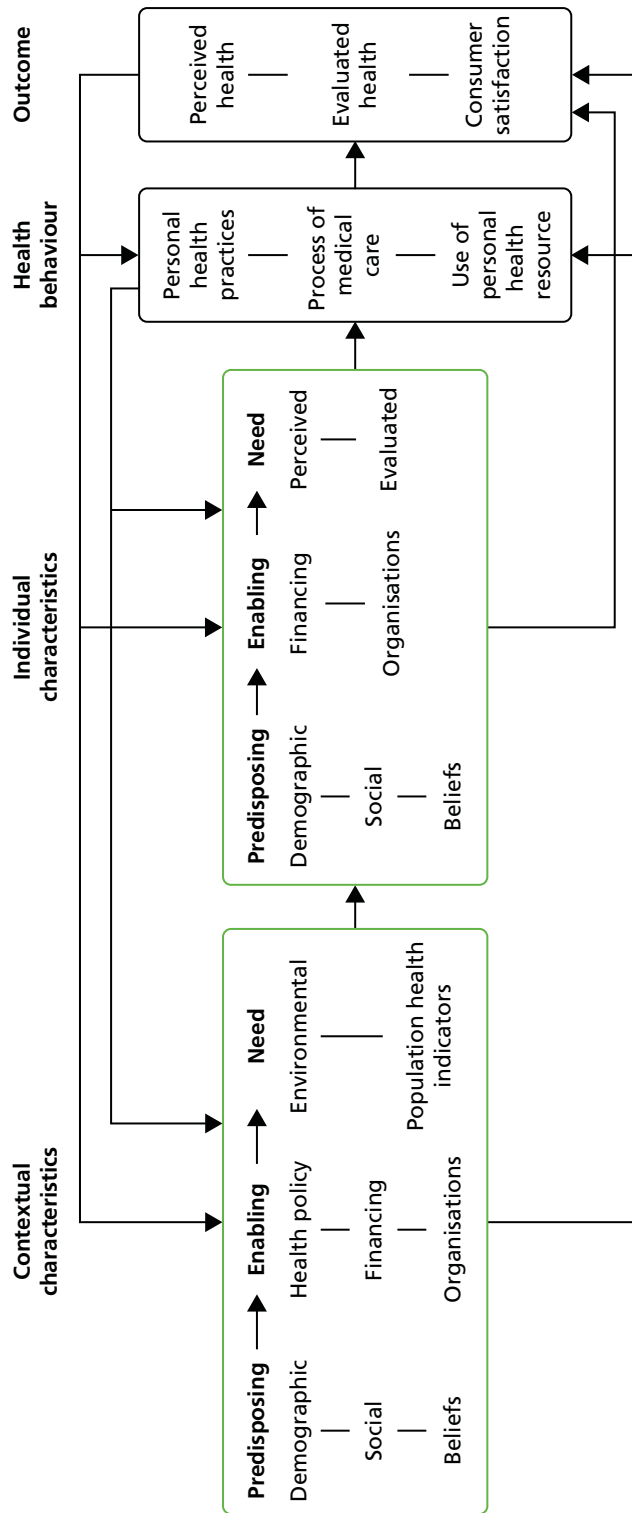 Contextual
characteristics
Predisposing
Enabling
Need
Demographic
Social
Beliefs
Health policy
Financing
Organisations
Environmental
Population health
indicators
Individual
characteristics
Predisposing
Enabling
Need
Demographic
Social
Beliefs
Financing
Organisations
Perceived
Evaluated
Health
behaviour
Personal
health
practices
Process of
medical
care
Use of
personal
health
resource
Outcome
Perceived
health
Evaluated
health
Consumer
satisfaction